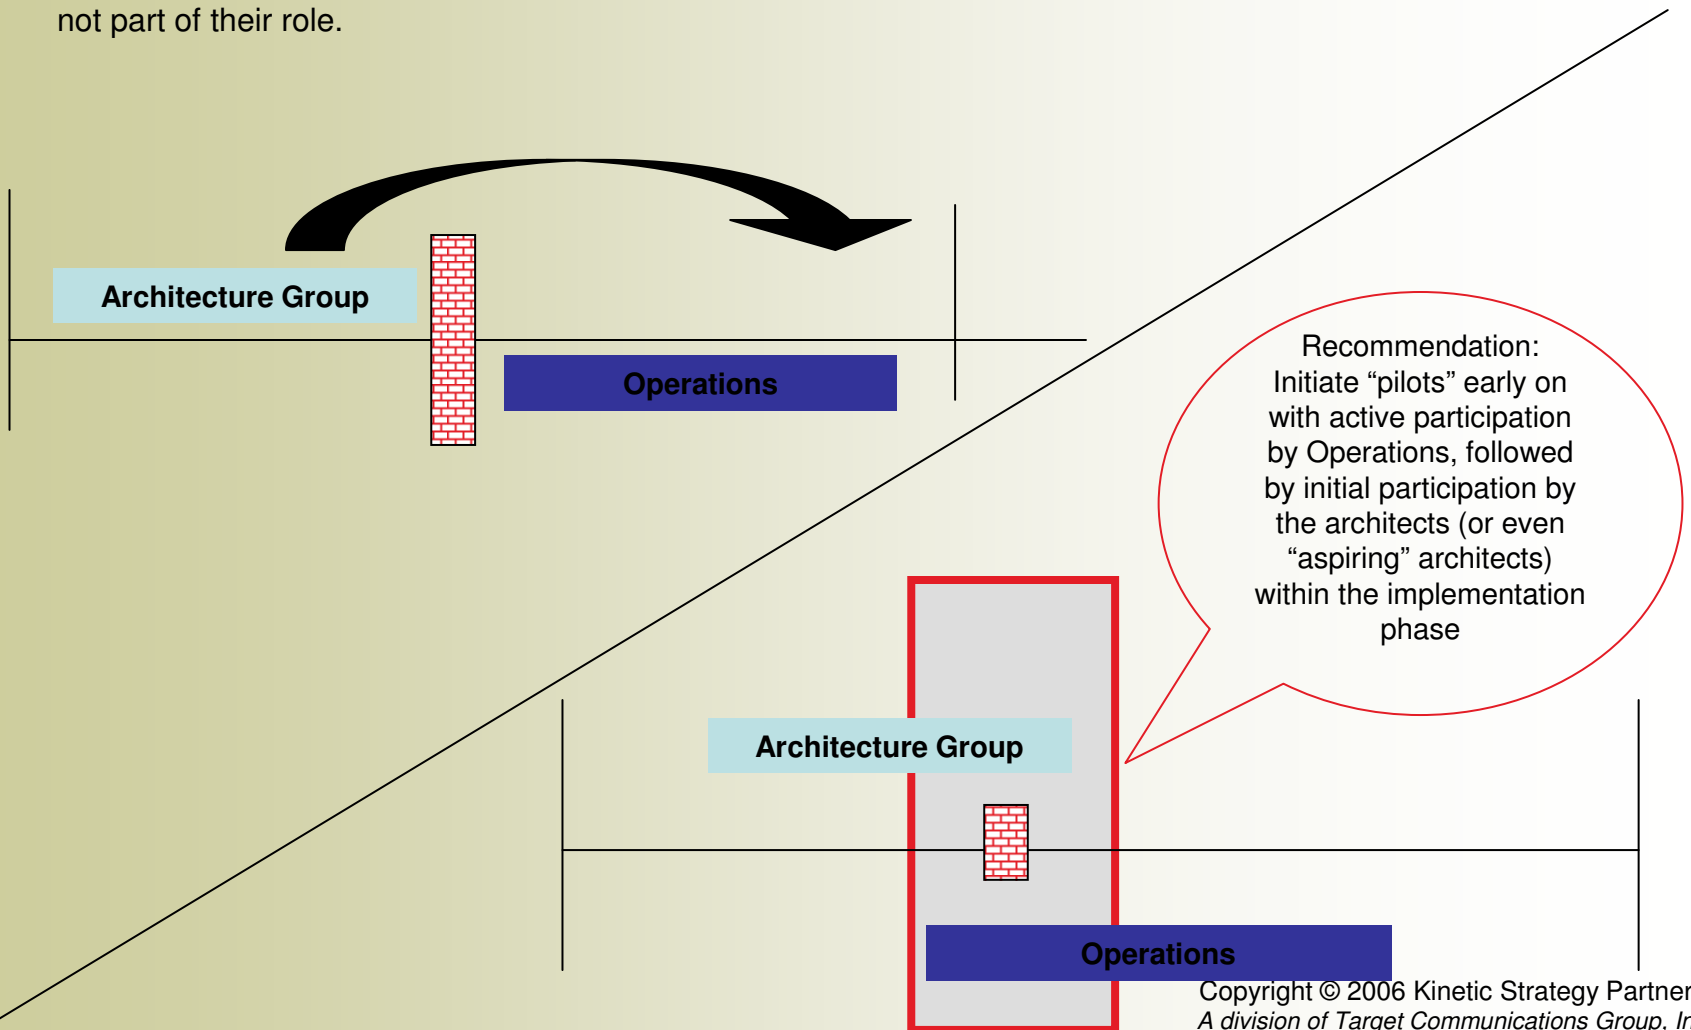 not part of their role.
Architecture Group
Operations
Recommendation:
Initiate “pilots” early on
with active participation
by Operations, followed
by initial participation by
the architects (or even
“aspiring” architects)
within the implementation
phase
Architecture Group
Operations
Copyright © 2006 Kinetic Strategy Partner
A division of Target Communications Group, In